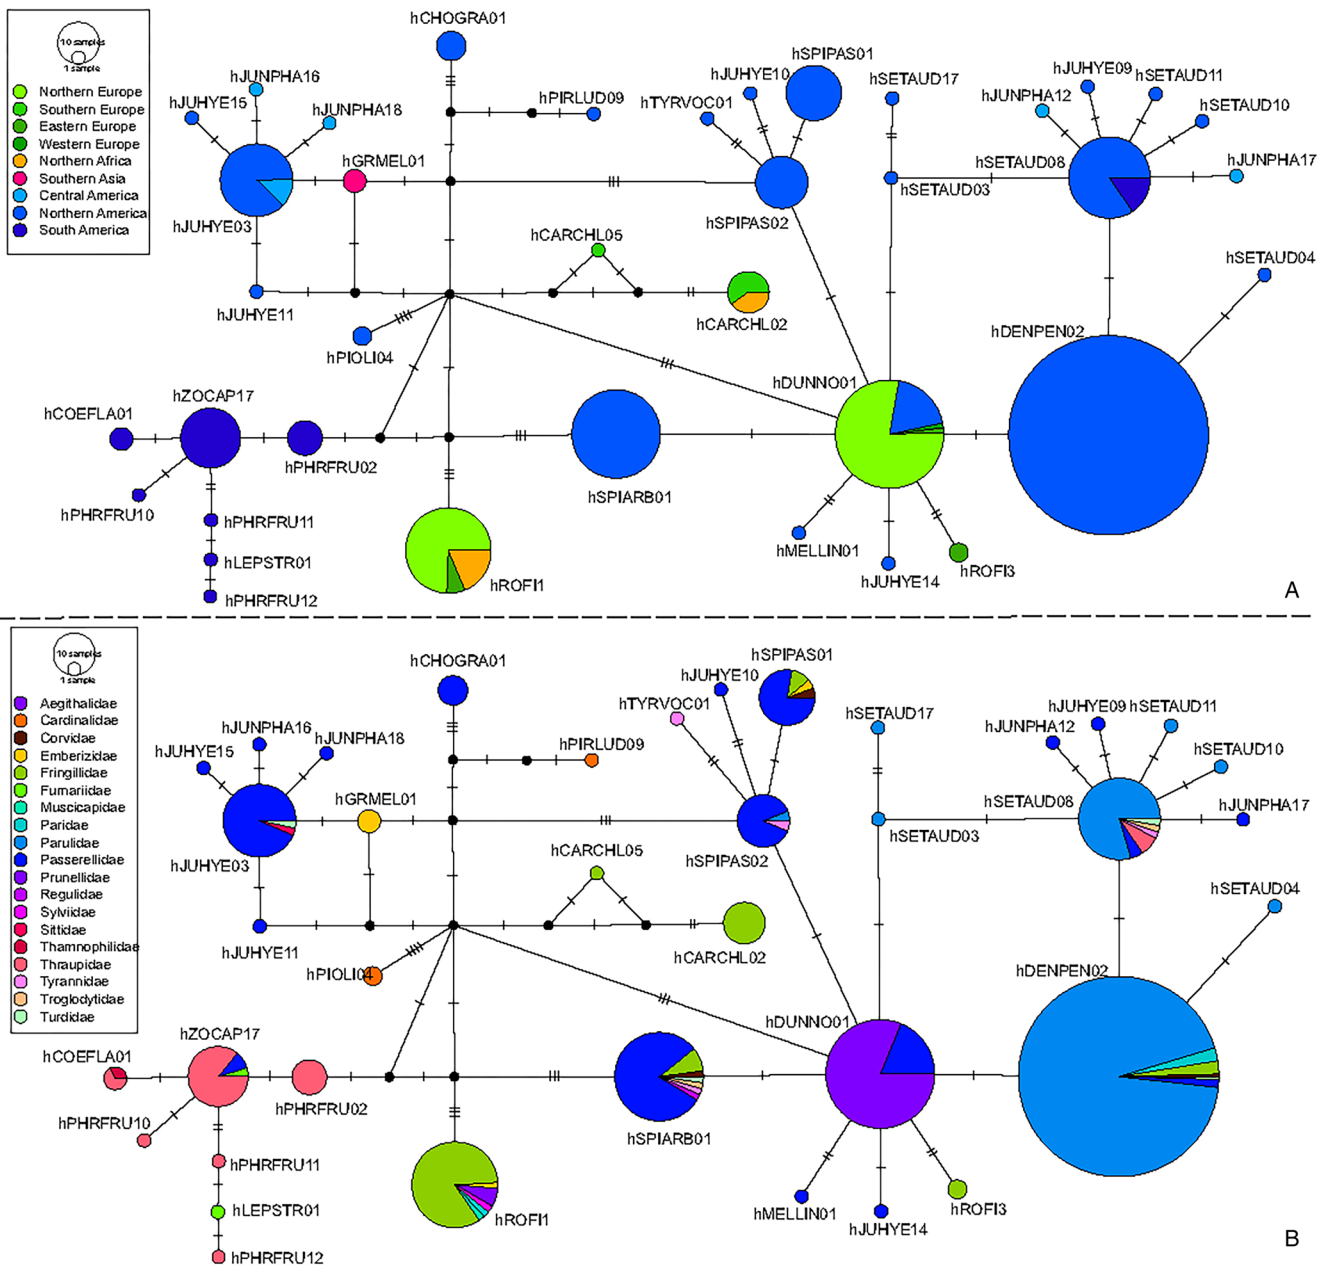 hCHOGRA01
10 samples
1 sample
Northern Europe
Southern Europe
Eastern Europe
Western Europe
Northern Africa
Southern Asia
Central America
Northern America
South America
hJUNPHA16
hJUHYE15
hJUNPHA18
hGRMEL01
hJUHYE03
hPIRLUD09
hJUHYE10
hSPIPAS01
hTYRVOC01
hSPIPAS02
hSETAUD17
hJUHYE09
hSETAUD11
hJUNPHA12
hSETAUD10
hSETAUD08
hJUNPHA17
hSETAUD03
hCARCHL05
hCARCHL02
hSETAUD04
hJUHYE11
hPIOLI04
hDENPEN02
hDUNNO01
hZOCAP17
hCOEFLA01
hPHRFRU02
hPHRFRU10
hPHRFRU11
hLEPSTR01
hPHRFRU12
hSPIARB01
hROFI1
hMELLIN01
hJUHYE14
hROFI3
A
10 samples
1 sample
Aegithalidae
Cardinalidae
Corvidae
Emberizidae
Fringillidae
Furnariidae
Muscicapidae
Paridae
Parulidae
Passerellidae
Prunellidae
Regulidae
Sylviidae
Sittidae
Thamnophilidae
Thraupidae
Tyrannidae
Troglodytidae
Turdidae
hCHOGRA01
hJUNPHA16
hJUHYE15
hJUNPHA18
hGRMEL01
hJUHYE03
hPIRLUD09
hSPIPAS01
hJUHYE10
hTYRVOC01
hSPIPAS02
hSETAUD17
hJUHYE09
hSETAUD11
hJUNPHA12
hSETAUD10
hSETAUD08
hJUNPHA17
hSETAUD03
hCARCHL05
hCARCHL02
hSETAUD04
hJUHYE11
hPIOLI04
hDENPEN02
hDUNNO01
hZOCAP17
hCOEFLA01
hPHRFRU02
hPHRFRU10
hPHRFRU11
hLEPSTR01
hPHRFRU12
hSPIARB01
hROFI1
hMELLIN01
hJUHYE14
hROFI3
B